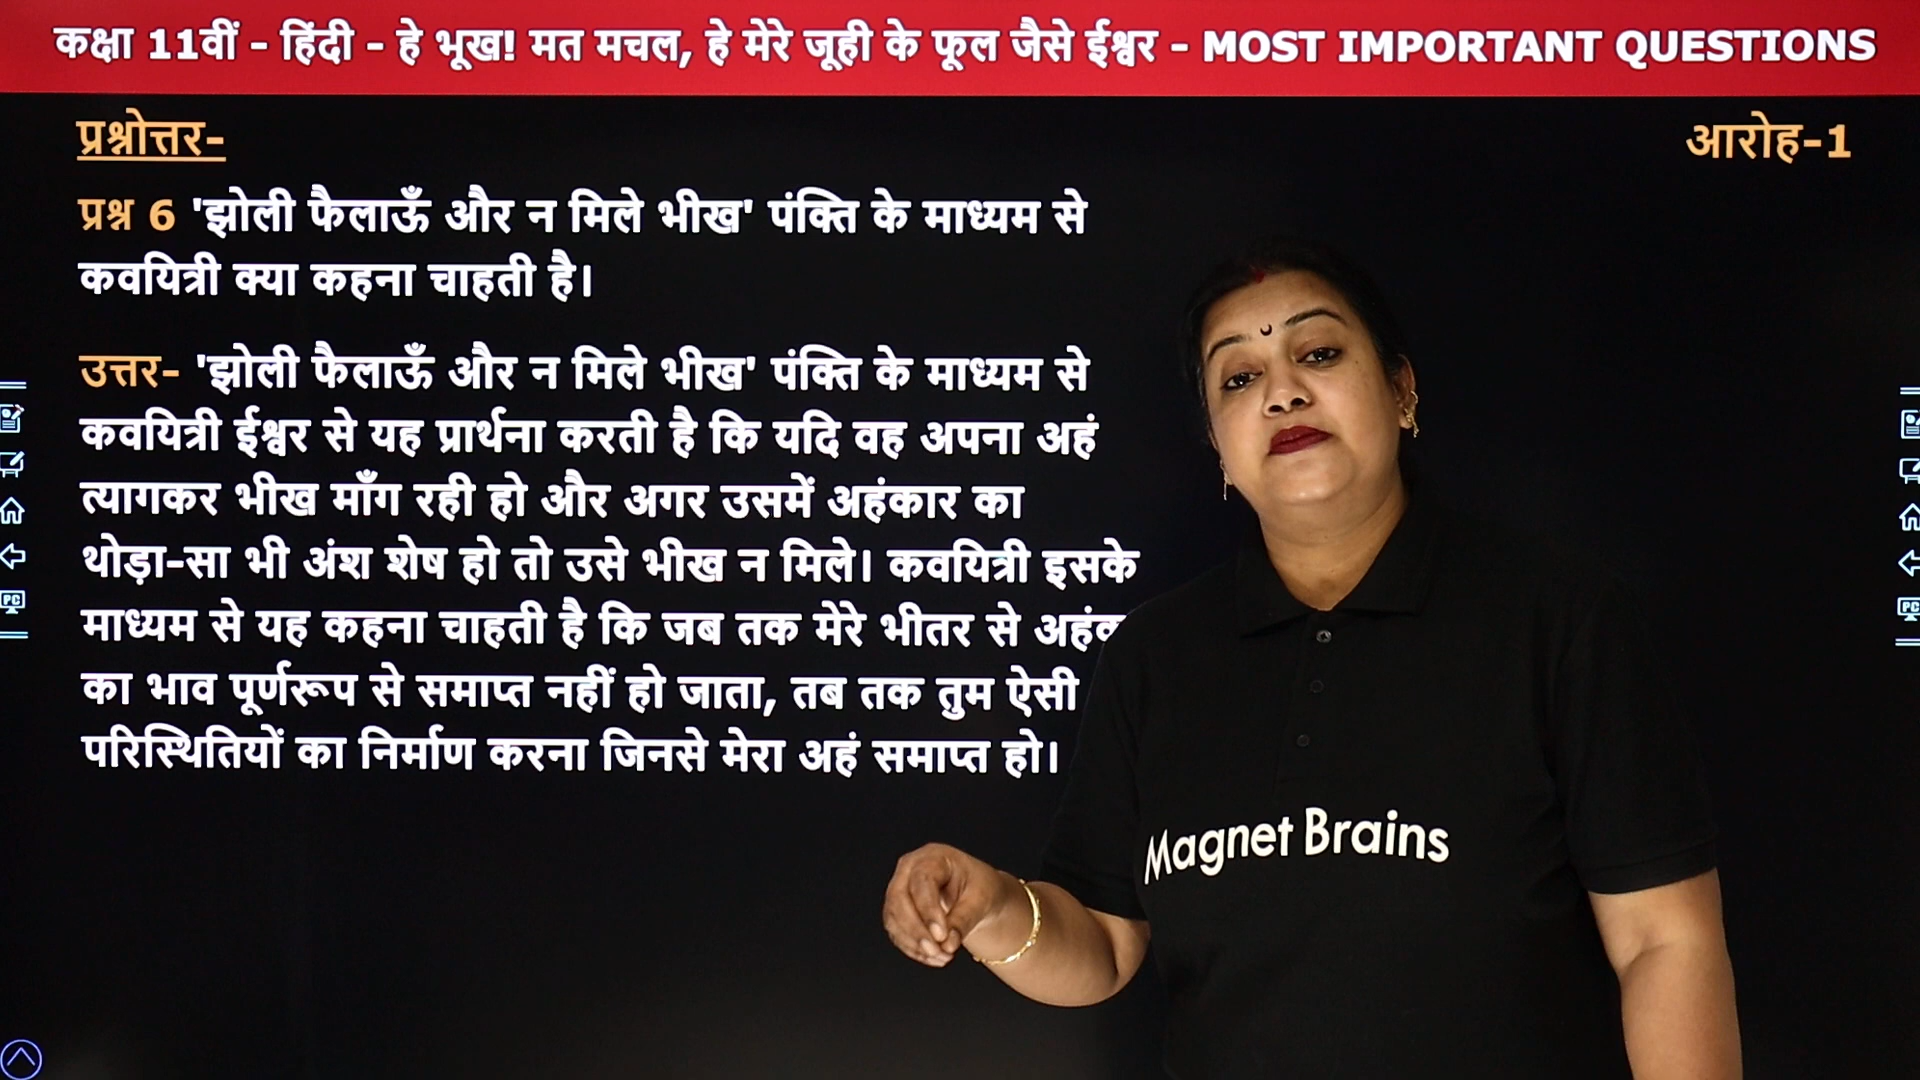 कक्षा 11वीं - हिंदी - हे भूख! मत मचल, हे मेरे जूही के फूल जैसे ईश्वर - MOST IMPORTANT QUESTIONS
प्रश्नोत्तर-
आरोह-1
प्रश्न 6 'झोली फैलाऊँ और न मिले भीख' पंक्ति के माध्यम से
कवयित्री क्या कहना चाहती है।
उत्तर- 'झोली फैलाऊँ और न मिले भीख' पंक्ति के माध्यम से
कवयित्री ईश्वर से यह प्रार्थना करती है कि यदि वह अपना अहं
त्यागकर भीख माँग रही हो और अगर उसमें अहंकार का
थोड़ा-सा भी अंश शेष हो तो उसे भीख न मिले। कवयित्री इसके
माध्यम से यह कहना चाहती है कि जब तक मेरे भीतर से
का भाव पूर्णरूप से समाप्त नहीं हो जाता, तब तक तुम ऐसी
परिस्थितियों का निर्माण करना जिनसे मेरा अहं समाप्त हो।
Magnet Brains
PC